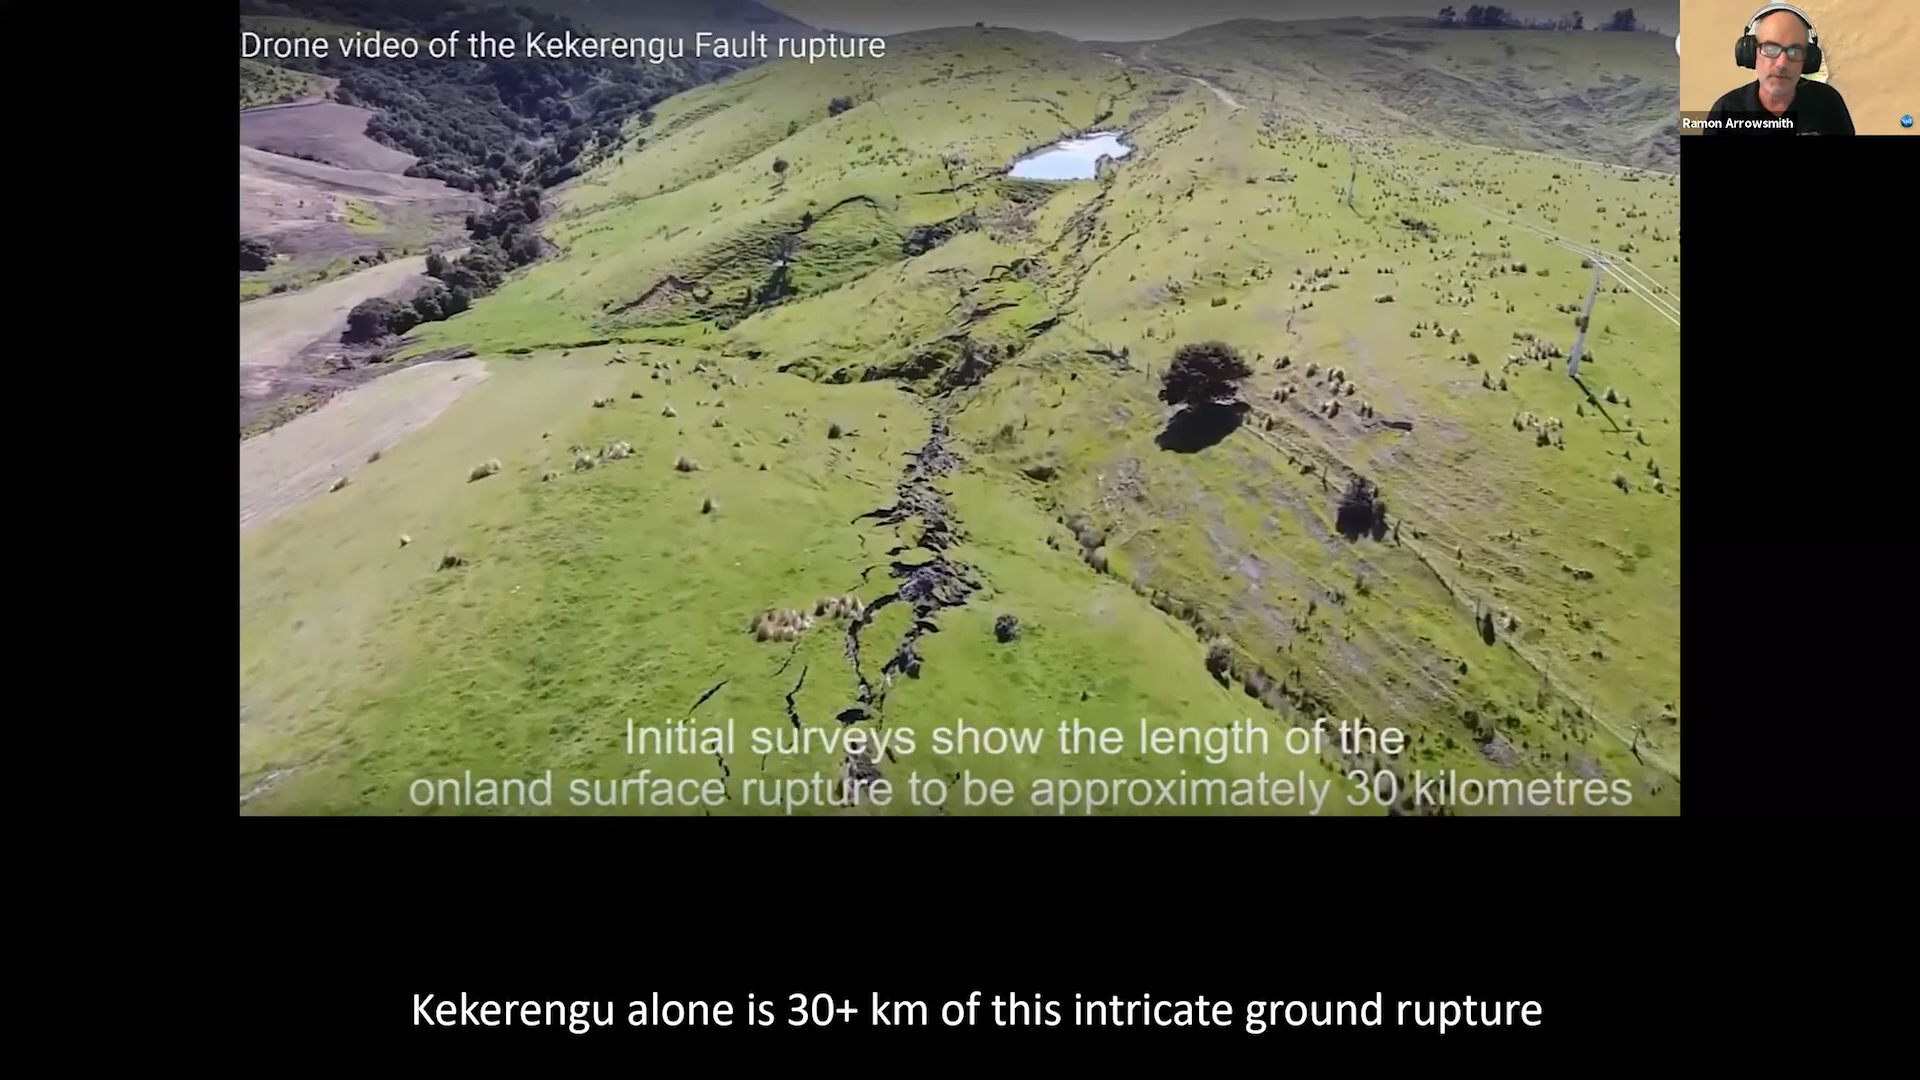 Drone video of the Kekerengu Fault rupture
Ramon Arrowsmith
Initial surveys show the length of the
onland surface rupture to be approximately 30 kilometres
Kekerengu alone is 30+ km of this intricate ground rupture